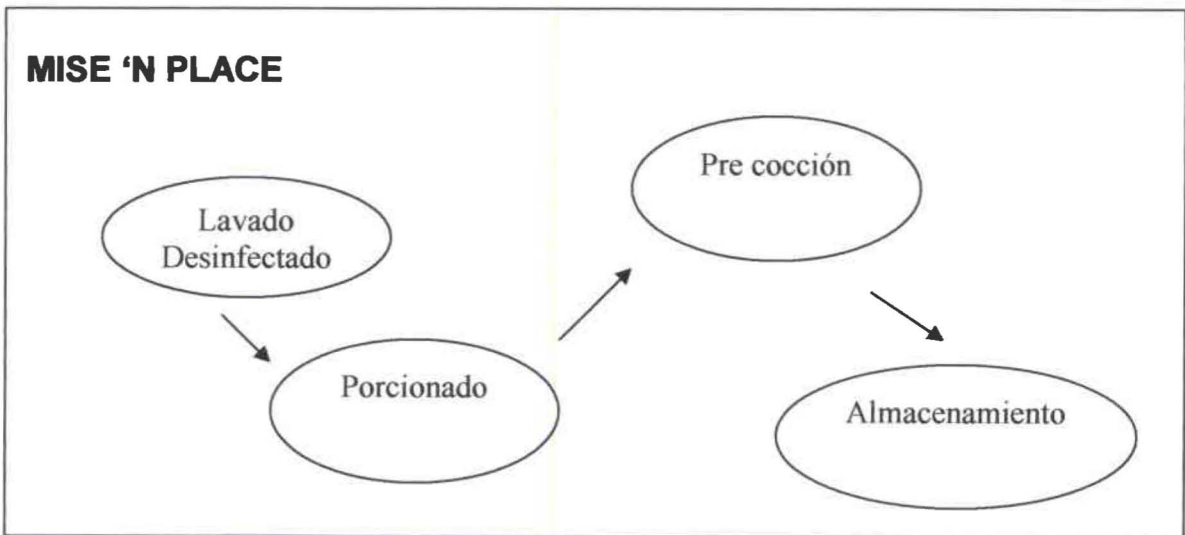 MISE ‘N PLACE
Lavado
Desinfectado
Porcionado
Pre cocción
Almacenamiento